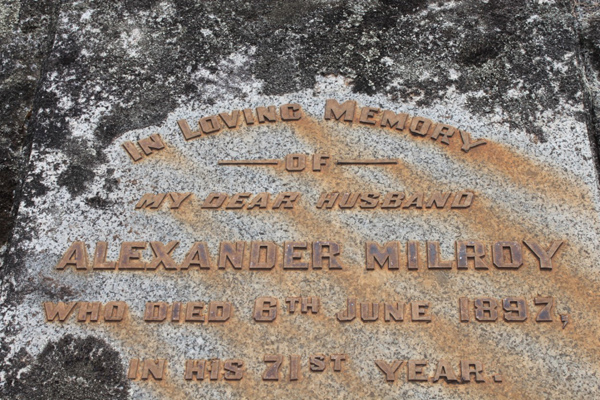 IN LOVING MEMORY
OF
MY DEAR HUSBAND
ALEXANDER MILROY
WHO DIED 6TH JUNE 1897,
IN HIS 71ST YEAR.